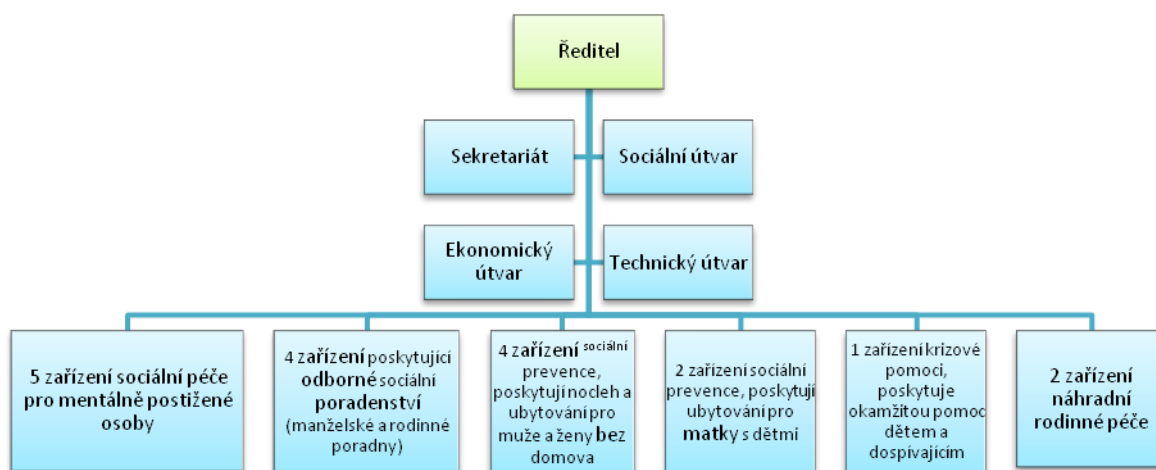 Ředitel
Sekretariát
Sociální útvar
Ekonomický
útvar
Technický útvar
5 zařízení sociální péče
pro mentálně postižené
osoby
4 zařízení poskytující
odborné sociální
poradenství
(manželské a rodinné
poradny)
4 zařízení sociální
prevence,
poskytují nocleh a
ubytování pro
muže a ženy bez
domova
2 zařízení sociální
prevence, poskytují
ubytování pro
matky s dětmi
1 zařízení krizové
pomoci,
poskytuje
okamžitou pomoc
dětem a
dospívajícím
2 zařízení
náhradní
rodinné péče